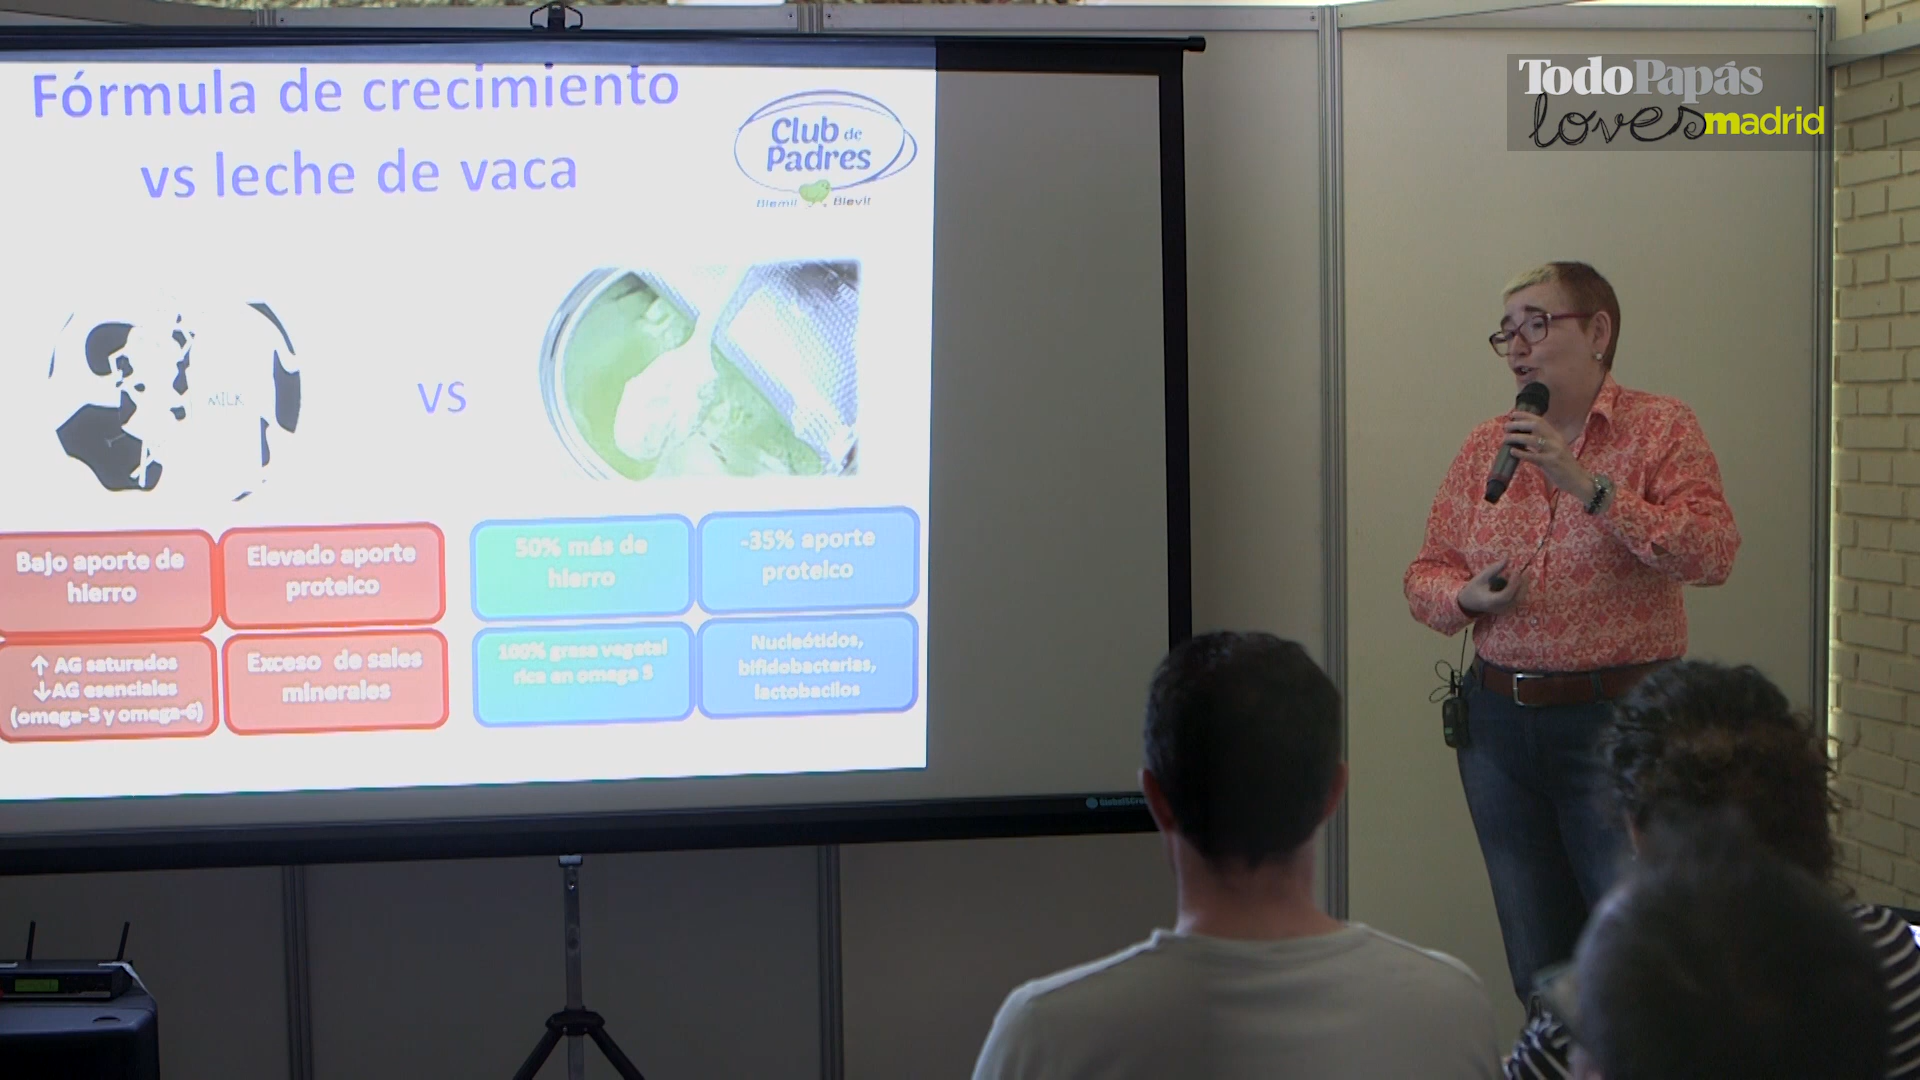 Fórmula de crecimiento
vs leche de vaca
Club de
Padres
Blemil Blevit
TodoPapás
loves madrid
MILK
vs
Bajo aporte de
hierro
Elevado aporte
proteico
50% más de
hierro
-35% aporte
proteico
↑ AG saturados
↓AG esenciales
(omega-3 y omega-6)
Exceso de sales
minerales
100% grasa vegetal
rica en omega 3
Nucleótidos,
bifidobacterias,
lactobacilos